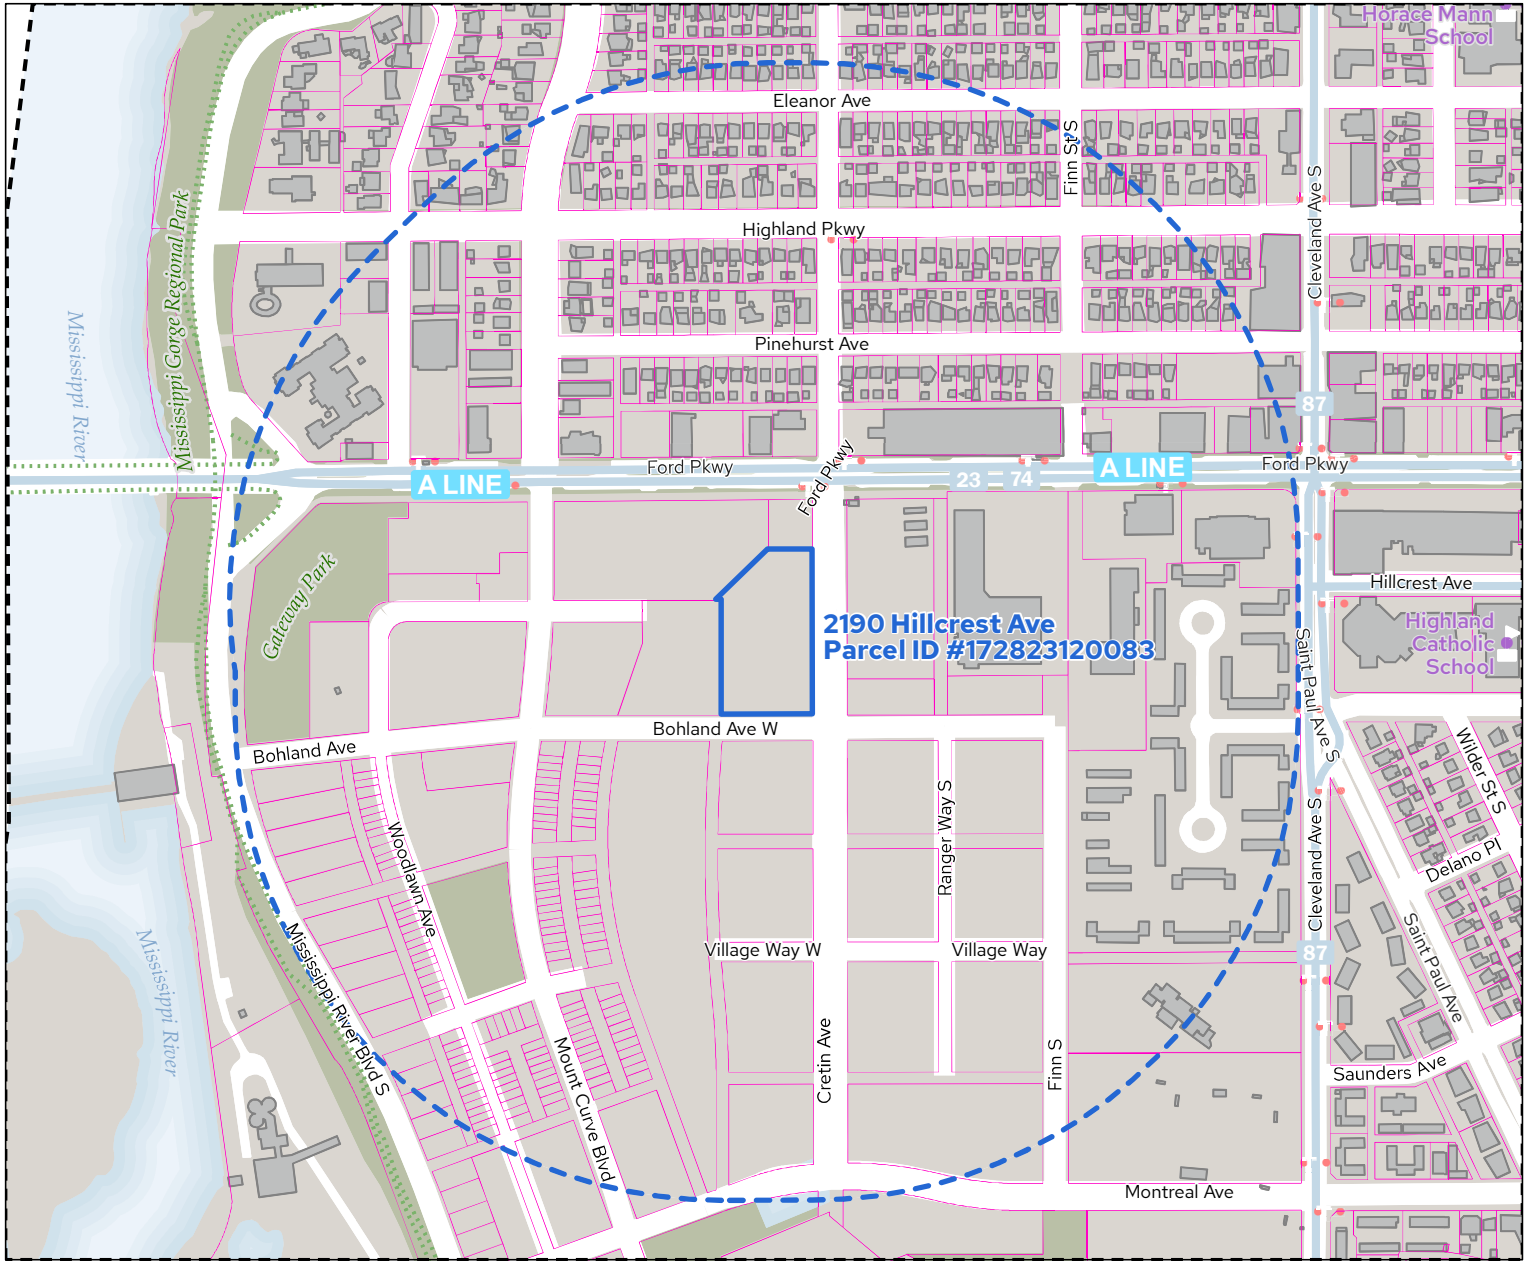 Horace Mann
School
Eleanor Ave
Finn St S
Cleveland Ave S
Mississippi Gorge Regional Park
Highland Pkwy
Mississippi River
Pinehurst Ave
87
Ford Pkwy
Ford Pkwy
Ford Pkwy
A LINE
A LINE
23
74
Hillcrest Ave
Gateway Park
2190 Hillcrest Ave
Parcel ID #172823120083
Highland
Catholic
School
Saint Paul Ave S
Bohland Ave W
Bohland Ave
Wilder St S
Ranger Way S
Woodlawn Ave
Cleveland Ave S
Delano Pl
Mississippi River
Mississippi River Blvd S
Village Way W
Village Way
87
Saint Paul Ave
Cretin Ave
Finn S
Mount Curve Blvd
Saunders Ave
Montreal Ave